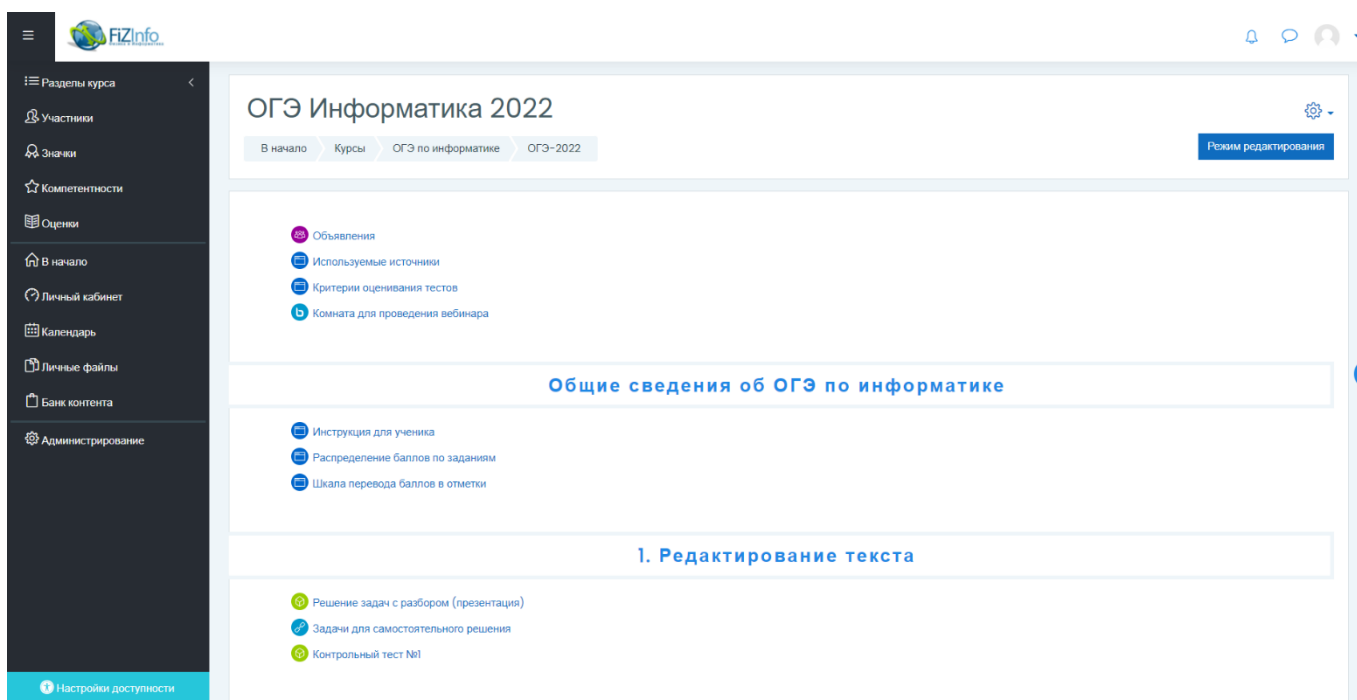 FiZInfo
Разделы курса
Участники
Значки
Компетентности
Оценки
В начало
Личный кабинет
Календарь
Личные файлы
Банк контента
Администрирование
Настройки доступности
ОГЭ Информатика 2022
В начало Курсы ОГЭ по информатике ОГЭ-2022
Режим редактирования
Объявления
Используемые источники
Критерии оценивания тестов
Комната для проведения вебинара
Общие сведения об ОГЭ по информатике
Инструкция для ученика
Распределение баллов по заданиям
Шкала перевода баллов в отметки
1. Редактирование текста
Решение задач с разбором (презентация)
Задачи для самостоятельного решения
Контрольный тест №1